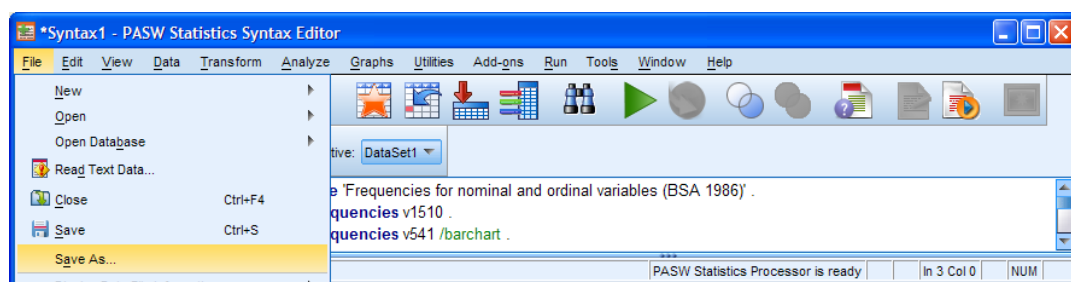 *Syntax1 - PASW Statistics Syntax Editor
File Edit View Data Transform Analyze Graphs Utilities Add-ons Run Tools Window Help
New
Open
Open Database
Read Text Data...
tive: DataSet1
Close Ctrl+F4
'Frequencies for nominal and ordinal variables (BSA 1986)' .
Save Ctrl+S
quencies v1510 .
quencies v541 /barchart .
Save As...
PASW Statistics Processor is ready In 3 Col 0 NUM